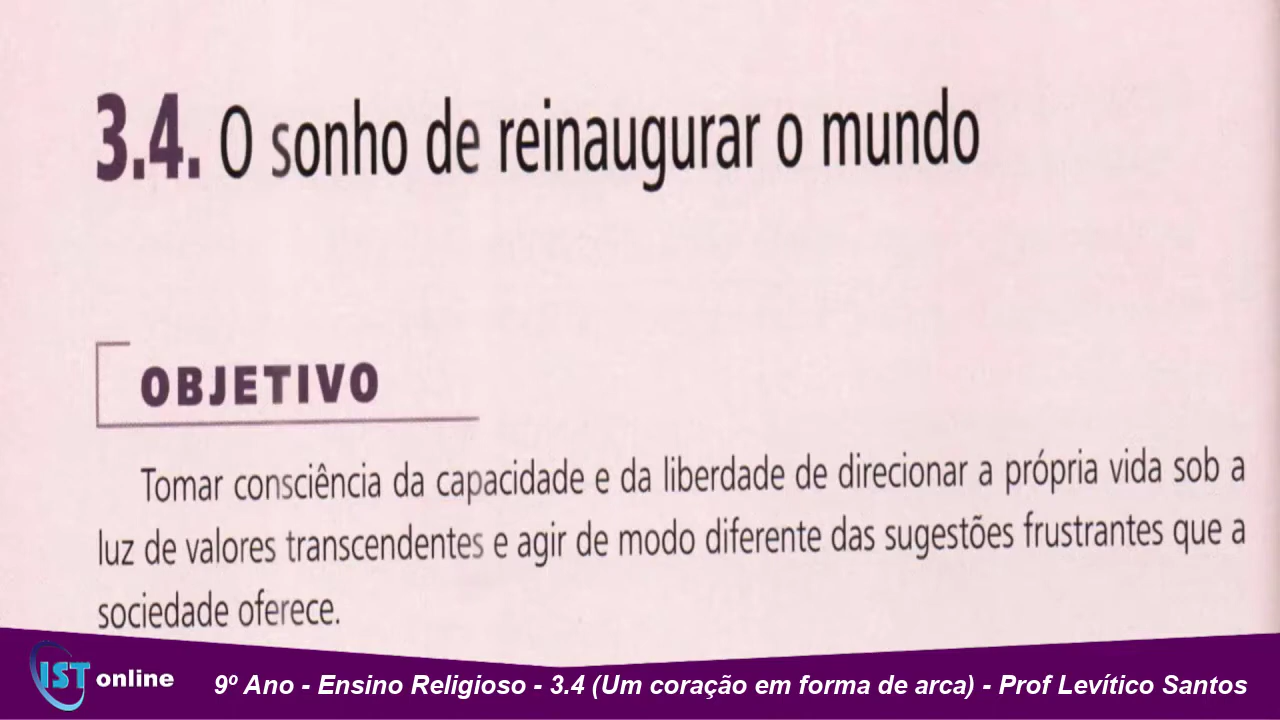 3.4. O sonho de reinaugurar o mundo
OBJETIVO
Tomar consciência da capacidade e da liberdade de direcionar a própria vida sob a
luz de valores transcendentes e agir de modo diferente das sugestões frustrantes que a
sociedade oferece.
IST online
9º Ano - Ensino Religioso - 3.4 (Um coração em forma de arca) - Prof Levítico Santos